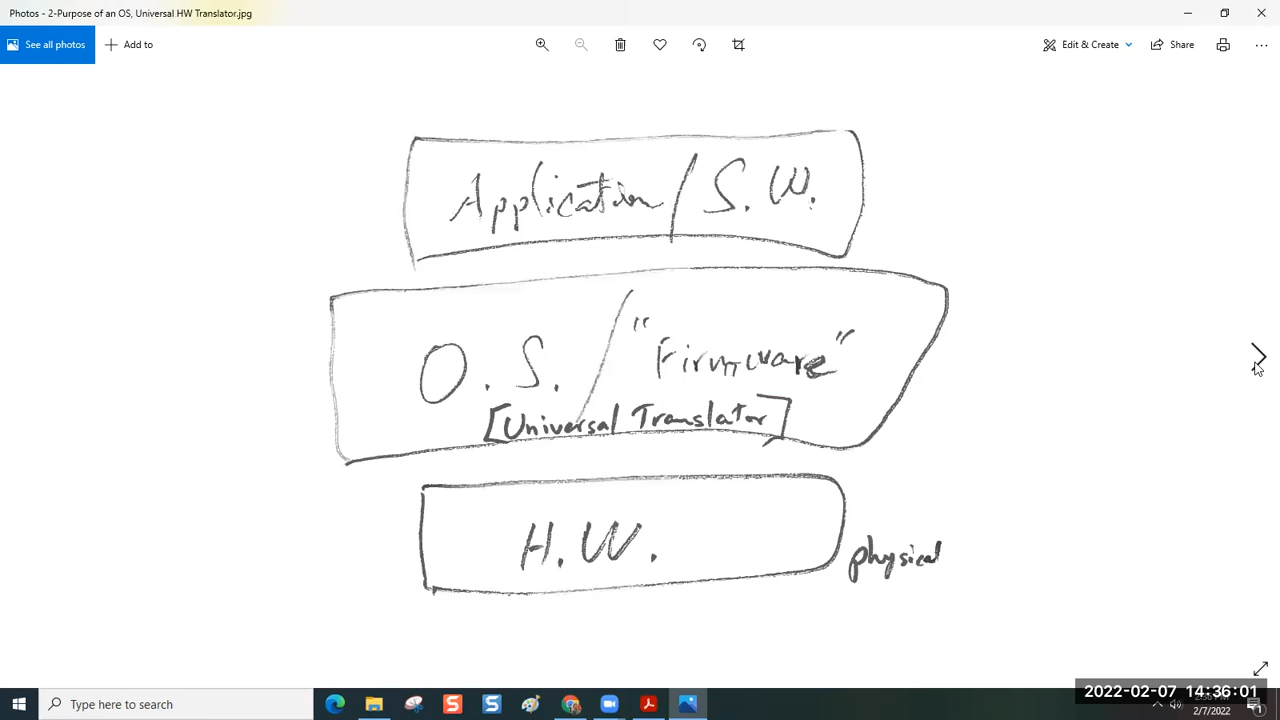 Photos - 2-Purpose of an OS, Universal HW Translator.jpg
See all photos
Add to
Edit & Create
Share
Application / S.W.
O.S. / "Firmware"
[Universal Translator]
H.W.
physical
Type here to search
2022-02-07 14:36:01
2/7/2022